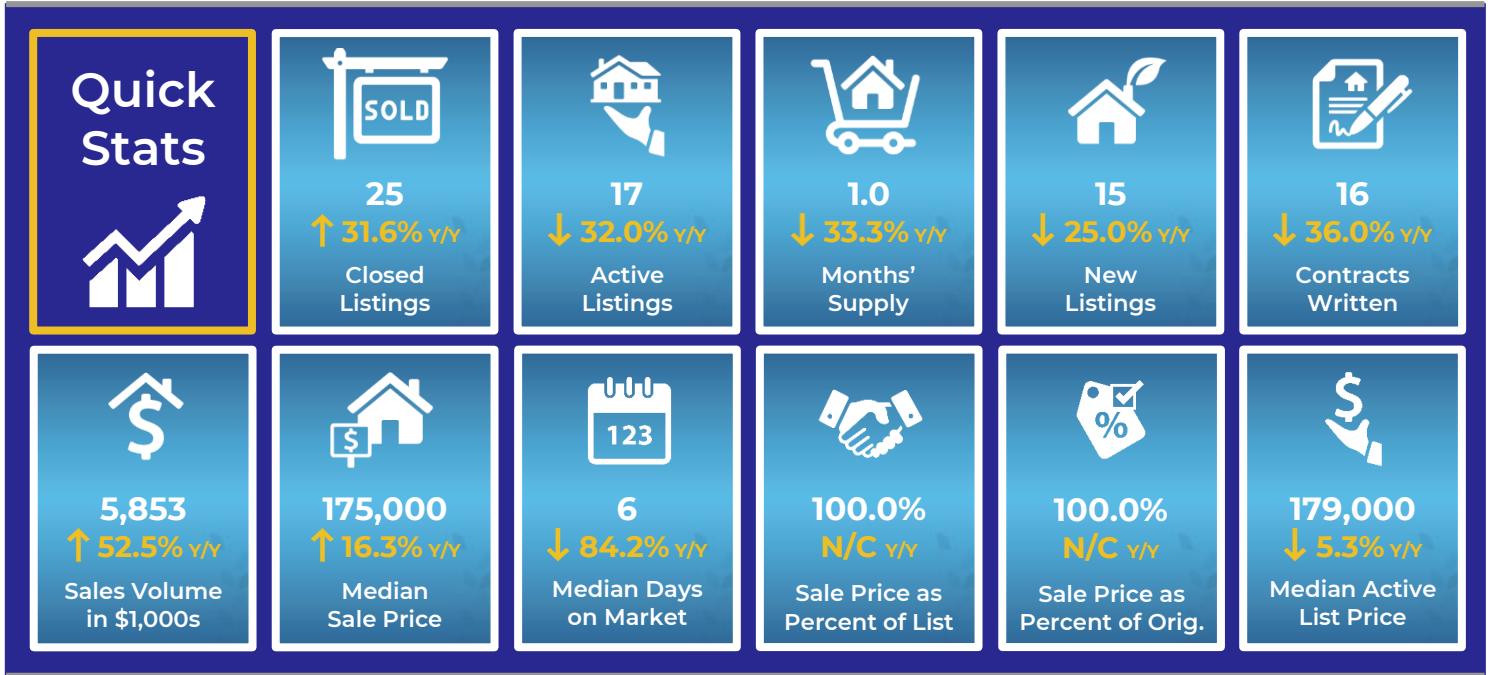 Quick
Stats
SOLD
25
↑ 31.6% Y/Y
Closed
Listings
17
↓ 32.0% Y/Y
Active
Listings
1.0
↓ 33.3% Y/Y
Months’
Supply
15
↓ 25.0% Y/Y
New
Listings
16
↓ 36.0% Y/Y
Contracts
Written
$
5,853
↑ 52.5% Y/Y
Sales Volume
in $1,000s
$
175,000
↑ 16.3% Y/Y
Median
Sale Price
123
6
↓ 84.2% Y/Y
Median Days
on Market
100.0%
N/C Y/Y
Sale Price as
Percent of List
%
100.0%
N/C Y/Y
Sale Price as
Percent of Orig.
$
179,000
↓ 5.3% Y/Y
Median Active
List Price